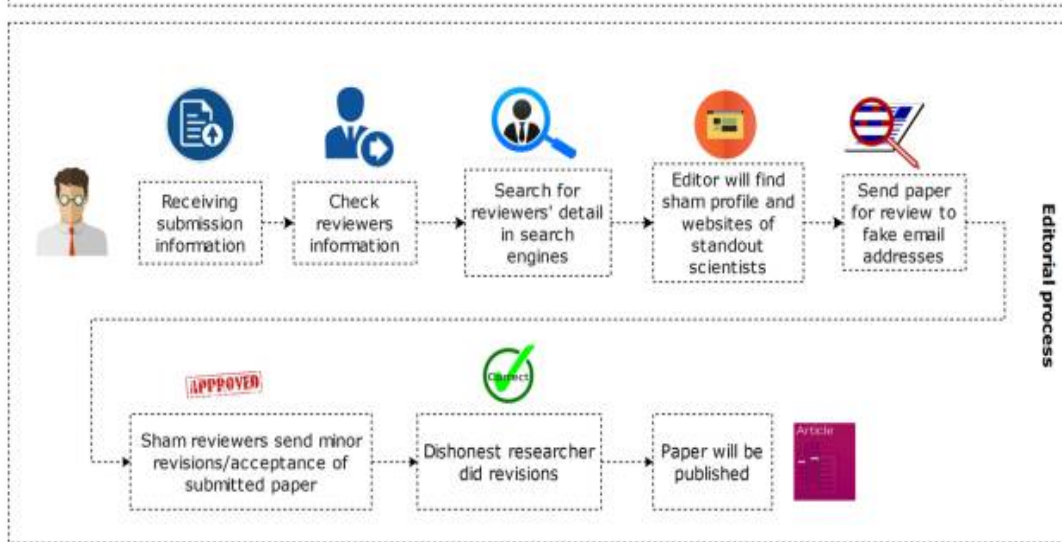 Receiving
submission
information
Check
reviewers
information
Search for
reviewers' detail
in search
engines
Editor will find
sham profile and
websites of
standout
scientists
Send paper
for review to
fake email
addresses
Editorial process
APPROVED
Correct
Sham reviewers send minor
revisions/acceptance of
submitted paper
Dishonest researcher
did revisions
Paper will be
published
Article